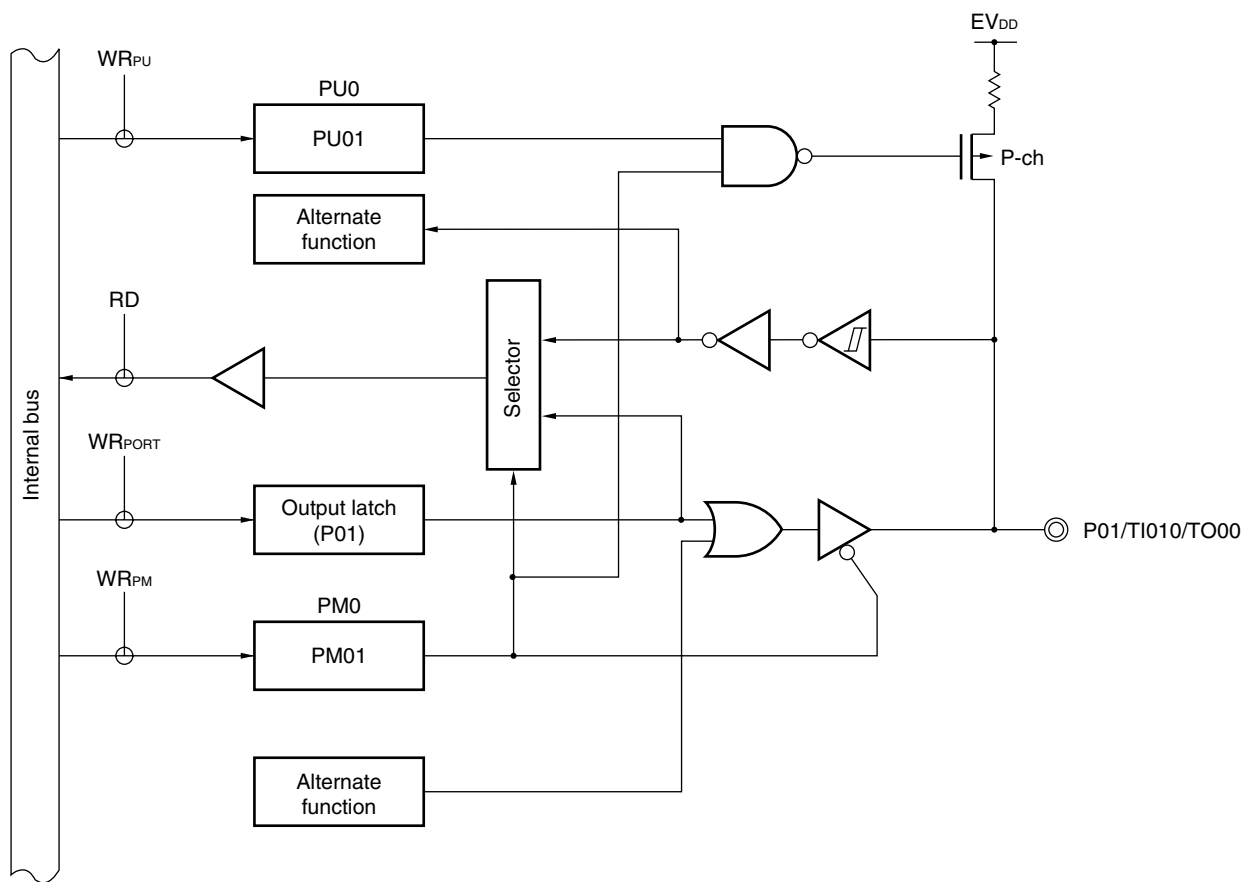 EVDD
WRPU
PU0
PU01
P-ch
Alternate
function
RD
Selector
Internal bus
WRPORT
Output latch
(P01)
P01/TI010/TO00
WRPM
PM0
PM01
Alternate
function